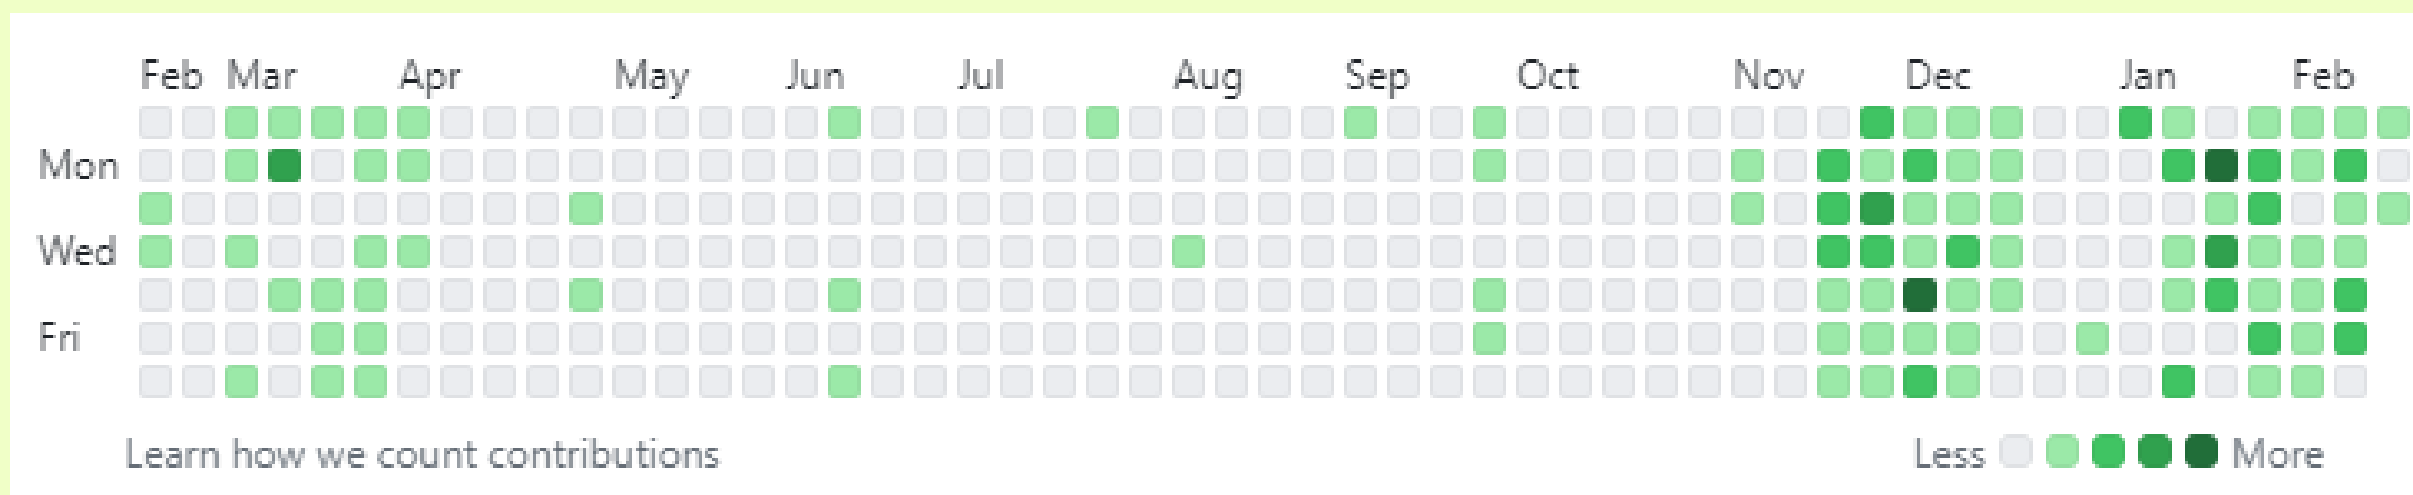 Feb Mar Apr May Jun Jul Aug Sep Oct Nov Dec Jan Feb
Mon
Wed
Fri
Learn how we count contributions
Less More